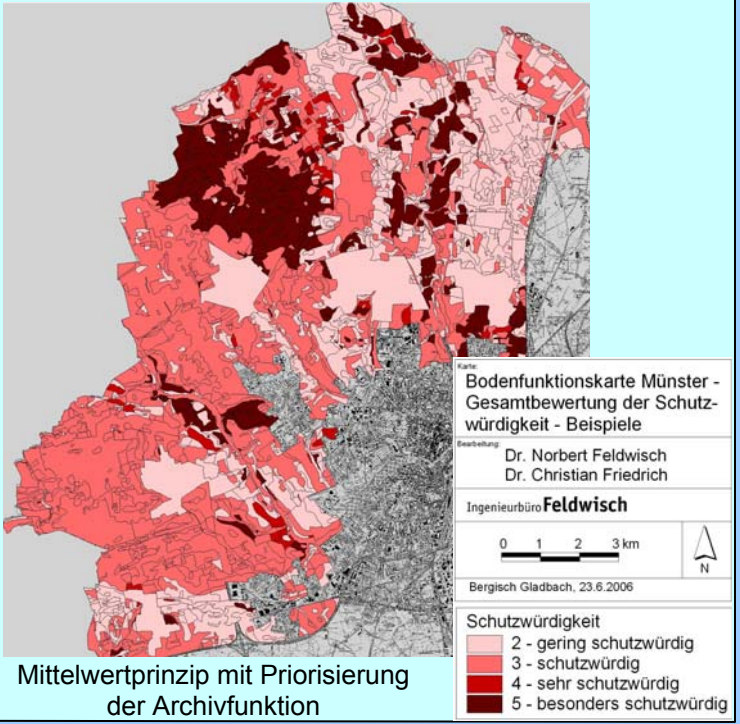 Karte:
Bodenfunktionskarte Münster -
Gesamtbewertung der Schutz-
würdigkeit - Beispiele
Bearbeitung:
Dr. Norbert Feldwisch
Dr. Christian Friedrich
Ingenieurbüro Feldwisch
0 1 2 3 km
N
Bergisch Gladbach, 23.6.2006
Schutzwürdigkeit
2 - gering schutzwürdig
3 - schutzwürdig
4 - sehr schutzwürdig
5 - besonders schutzwürdig
Mittelwertprinzip mit Priorisierung
der Archivfunktion